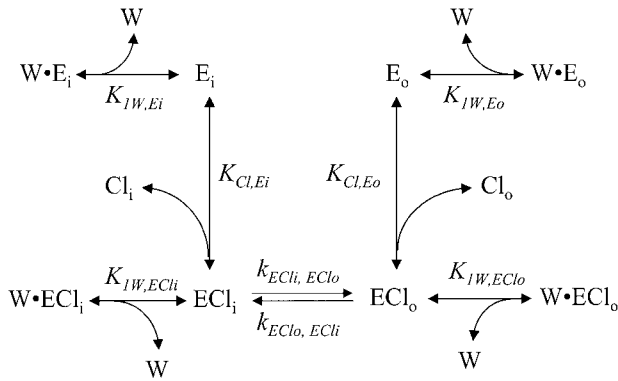 W W
W•E_i E_i E_o W•E_o
K_1W,Ei K_1W,Eo
K_Cl,Ei K_Cl,Eo
Cl_i Cl_o
K_1W,ECli k_ECli, EClo K_1W,EClo
W•ECl_i ECl_i ECl_o W•ECl_o
k_EClo, ECli
W W